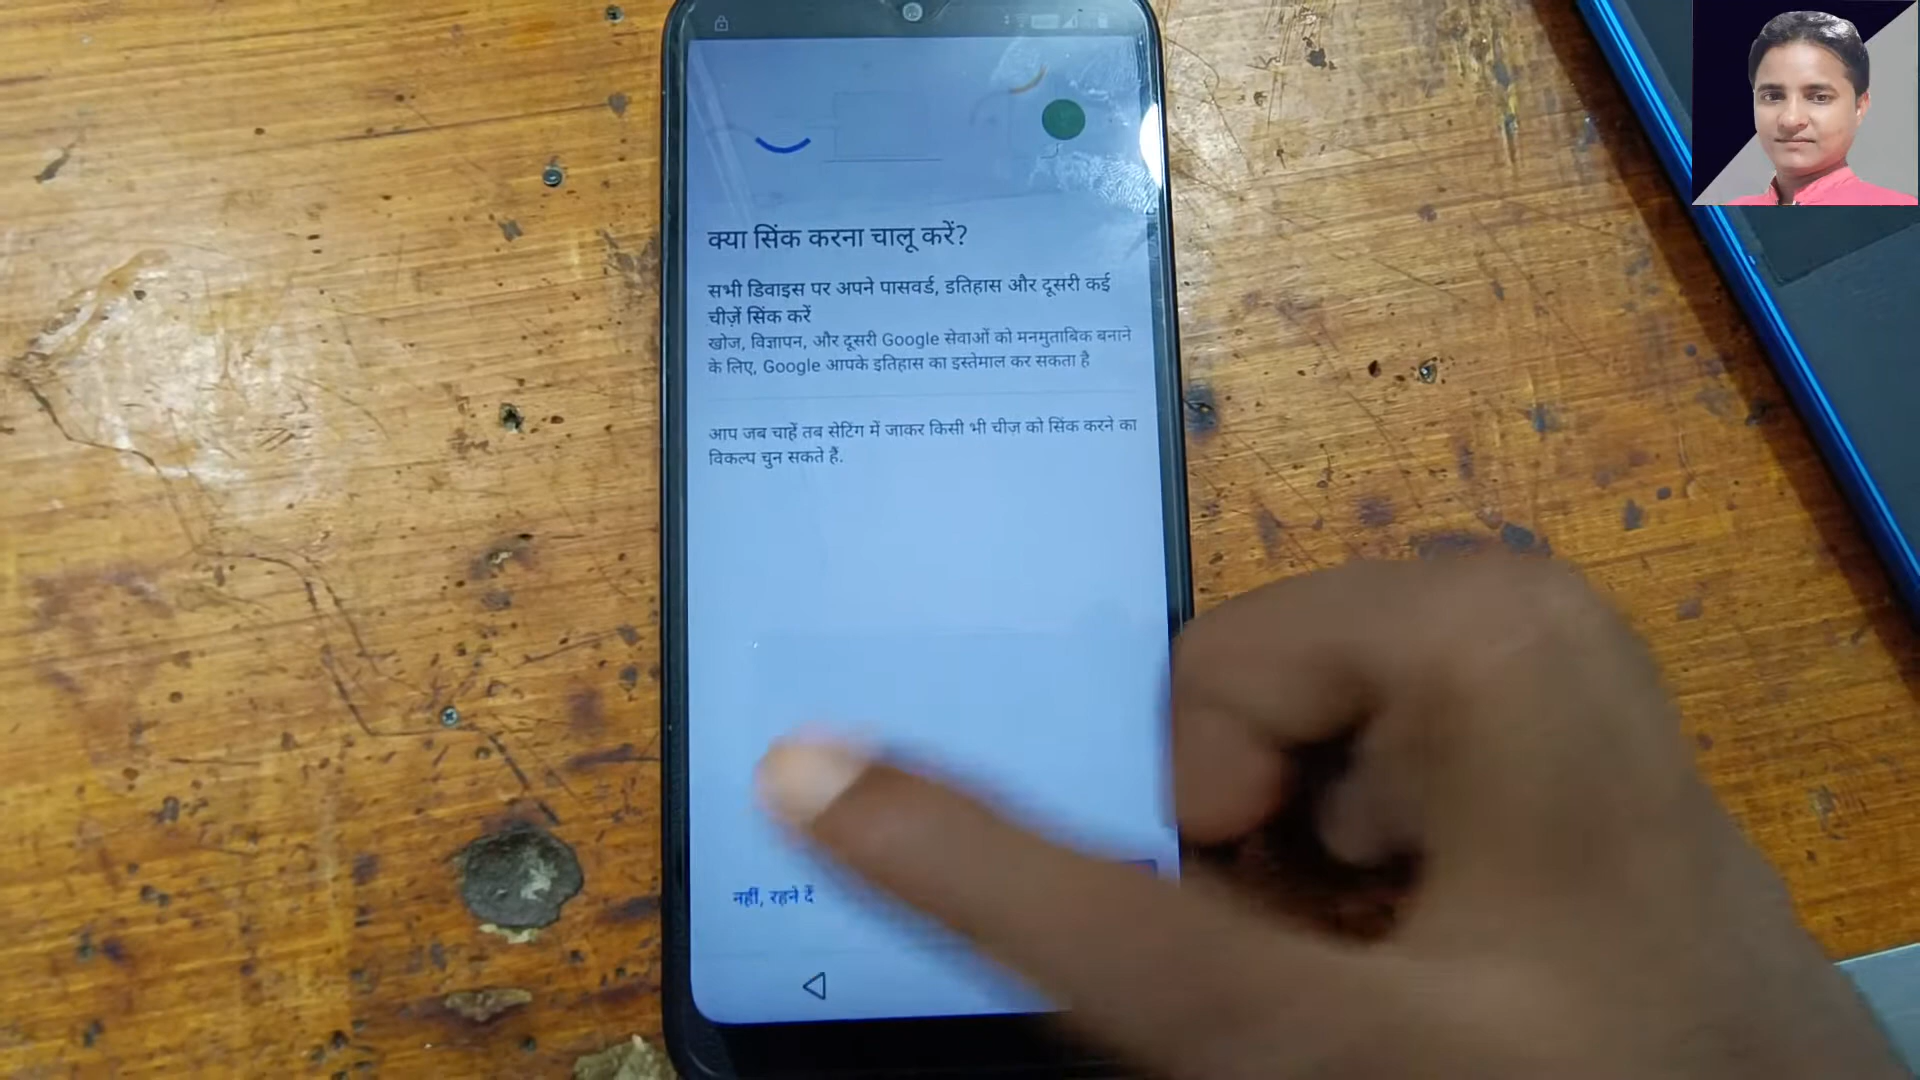 क्या सिंक करना चालू करें?
सभी डिवाइस पर अपने पासवर्ड, इतिहास और दूसरी कई
चीज़ें सिंक करें
खोज, विज्ञापन, और दूसरी Google सेवाओं को मनमुताबिक बनाने
के लिए, Google आपके इतिहास का इस्तेमाल कर सकता है
आप जब चाहें तब सेटिंग में जाकर किसी भी चीज़ को सिंक करने का
विकल्प चुन सकते हैं.
नहीं, रहने दें